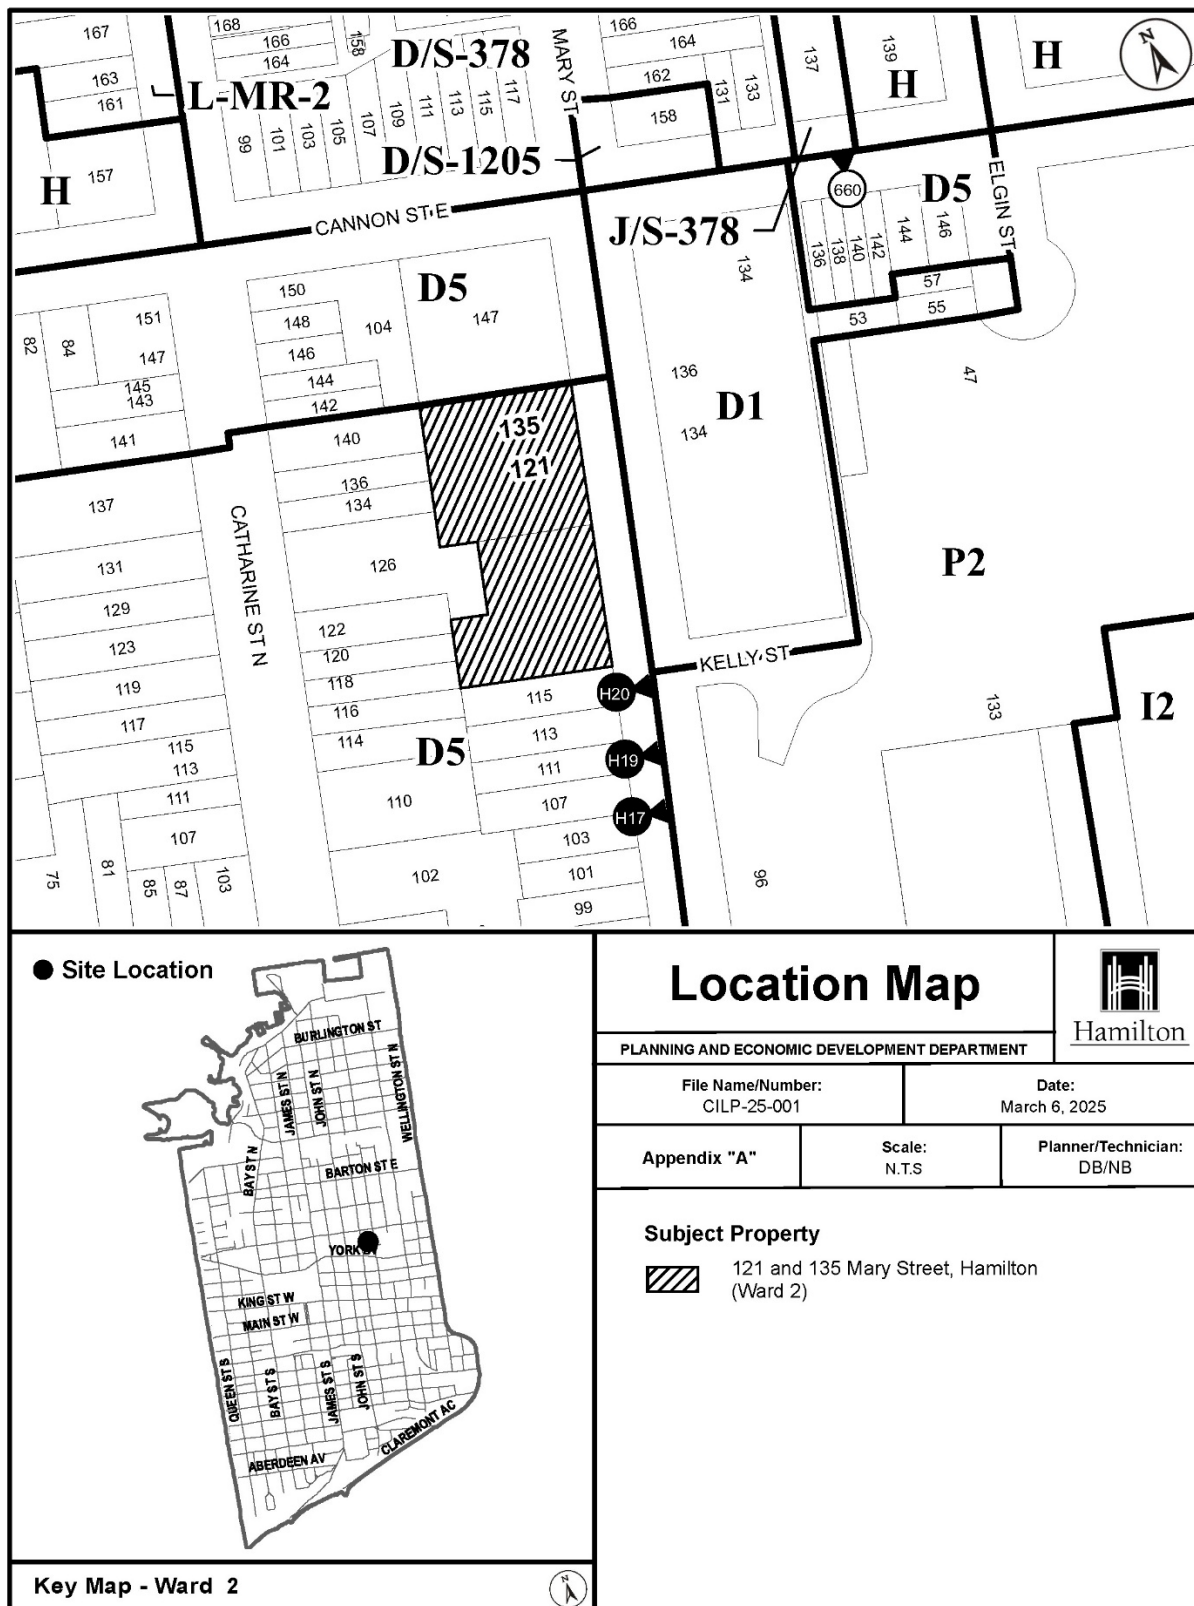 167
168
166
164
158
D/S-378
MARY ST
166
164
137
139
H
H
N
163
161
L-MR-2
99
101
103
105
107
109
111
113
115
117
162
131
133
158
D/S-1205
H
157
CANNON ST E
660
D5
ELGIN ST
J/S-378
136
138
140
142
144
146
134
57
55
53
150
D5
148
104
147
146
144
142
82
84
151
147
145
143
141
136
D1
134
47
135
121
140
136
134
137
CATHARINE ST N
126
P2
131
129
123
122
120
118
116
114
119
117
115
113
111
107
KELLY ST
H20
115
133
I2
D5
113
H19
111
110
107
H17
103
102
101
99
96
75
81
85
87
103
Site Location
BURLINGTON ST
JAMES ST N
JOHN ST N
WELLINGTON ST N
BAY ST N
BARTON ST E
YORK
KING ST W
MAIN ST W
QUEEN ST S
BAY ST S
JAMES ST S
JOHN ST S
CLAREMONT AC
ABERDEEN AV
Key Map - Ward 2
N
Location Map
Hamilton
PLANNING AND ECONOMIC DEVELOPMENT DEPARTMENT
File Name/Number:
CILP-25-001
Date:
March 6, 2025
Appendix "A"
Scale:
N.T.S
Planner/Technician:
DB/NB
Subject Property
121 and 135 Mary Street, Hamilton
(Ward 2)